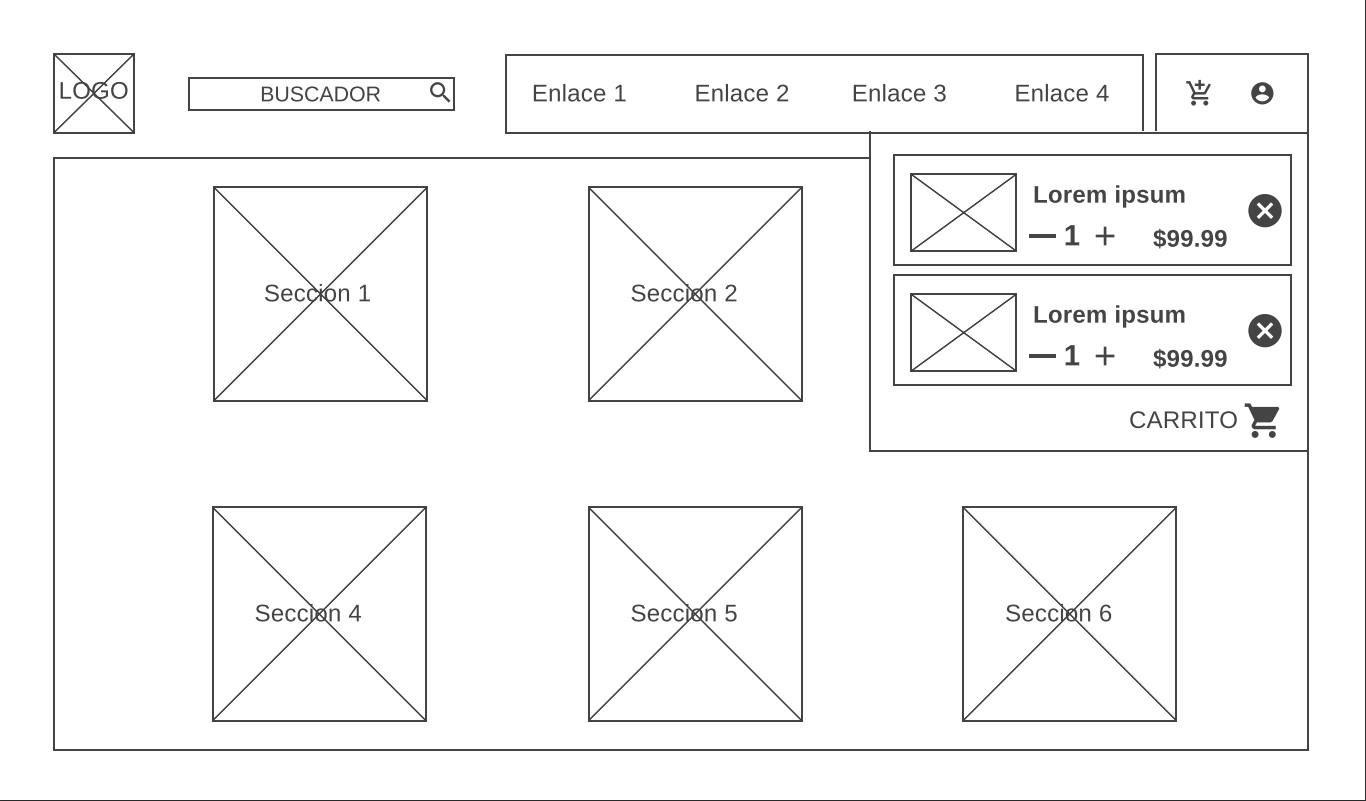 LOGO
BUSCADOR
Enlace 1
Enlace 2
Enlace 3
Enlace 4
Lorem ipsum
1
$99.99
Lorem ipsum
1
$99.99
CARRITO
Seccion 1
Seccion 2
Seccion 4
Seccion 5
Seccion 6